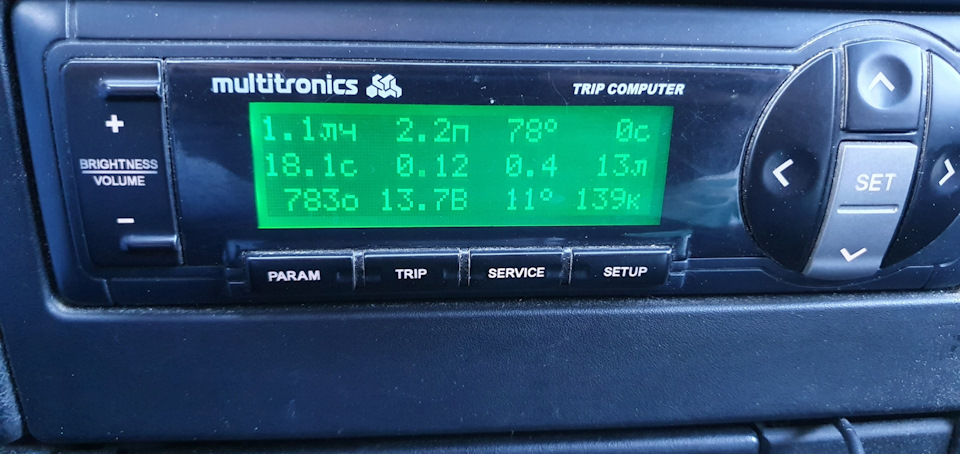 multitronics
TRIP COMPUTER
1.1лч 2.2п 78° 0с
18.1с 0.12 0.4 13л
783о 13.7В 11° 139к
+
BRIGHTNESS
VOLUME
-
SET
PARAM TRIP SERVICE SETUP